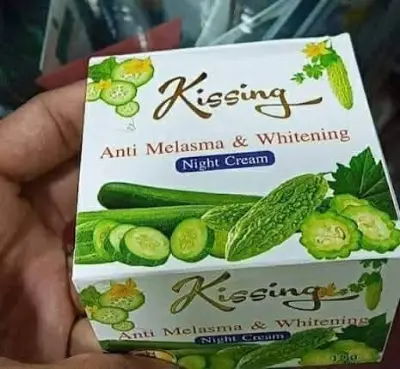 Kissing
Anti Melasma & Whitening
Night Cream
Kissing
Anti Melasma & Whitening
Night Cream